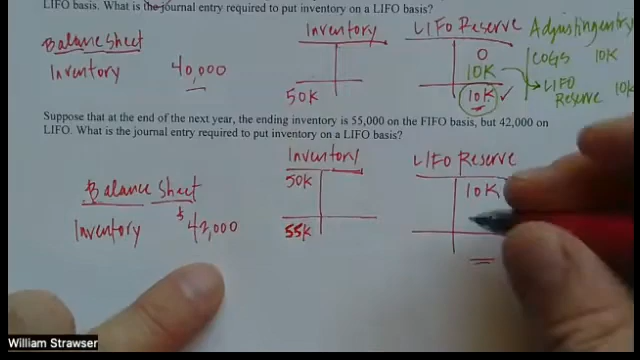 LIFO basis. What is the journal entry required to put inventory on a LIFO basis?
Balance Sheet
Inventory 40,000
Inventory
50K
LIFO Reserve
0
10K
10K ✓
Adjusting entry
COGS 10K
LIFO Reserve 10K
Suppose that at the end of the next year, the ending inventory is 55,000 on the FIFO basis, but 42,000 on
LIFO. What is the journal entry required to put inventory on a LIFO basis?
Balance Sheet
Inventory $42,000
Inventory
50K
55K
LIFO Reserve
10K
William Strawser